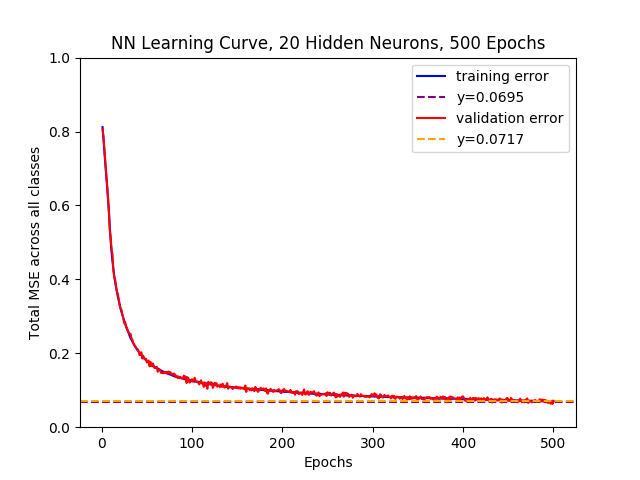 NN Learning Curve, 20 Hidden Neurons, 500 Epochs
training error
y=0.0695
validation error
y=0.0717
Total MSE across all classes
1.0
0.8
0.6
0.4
0.2
0.0
0 100 200 300 400 500
Epochs